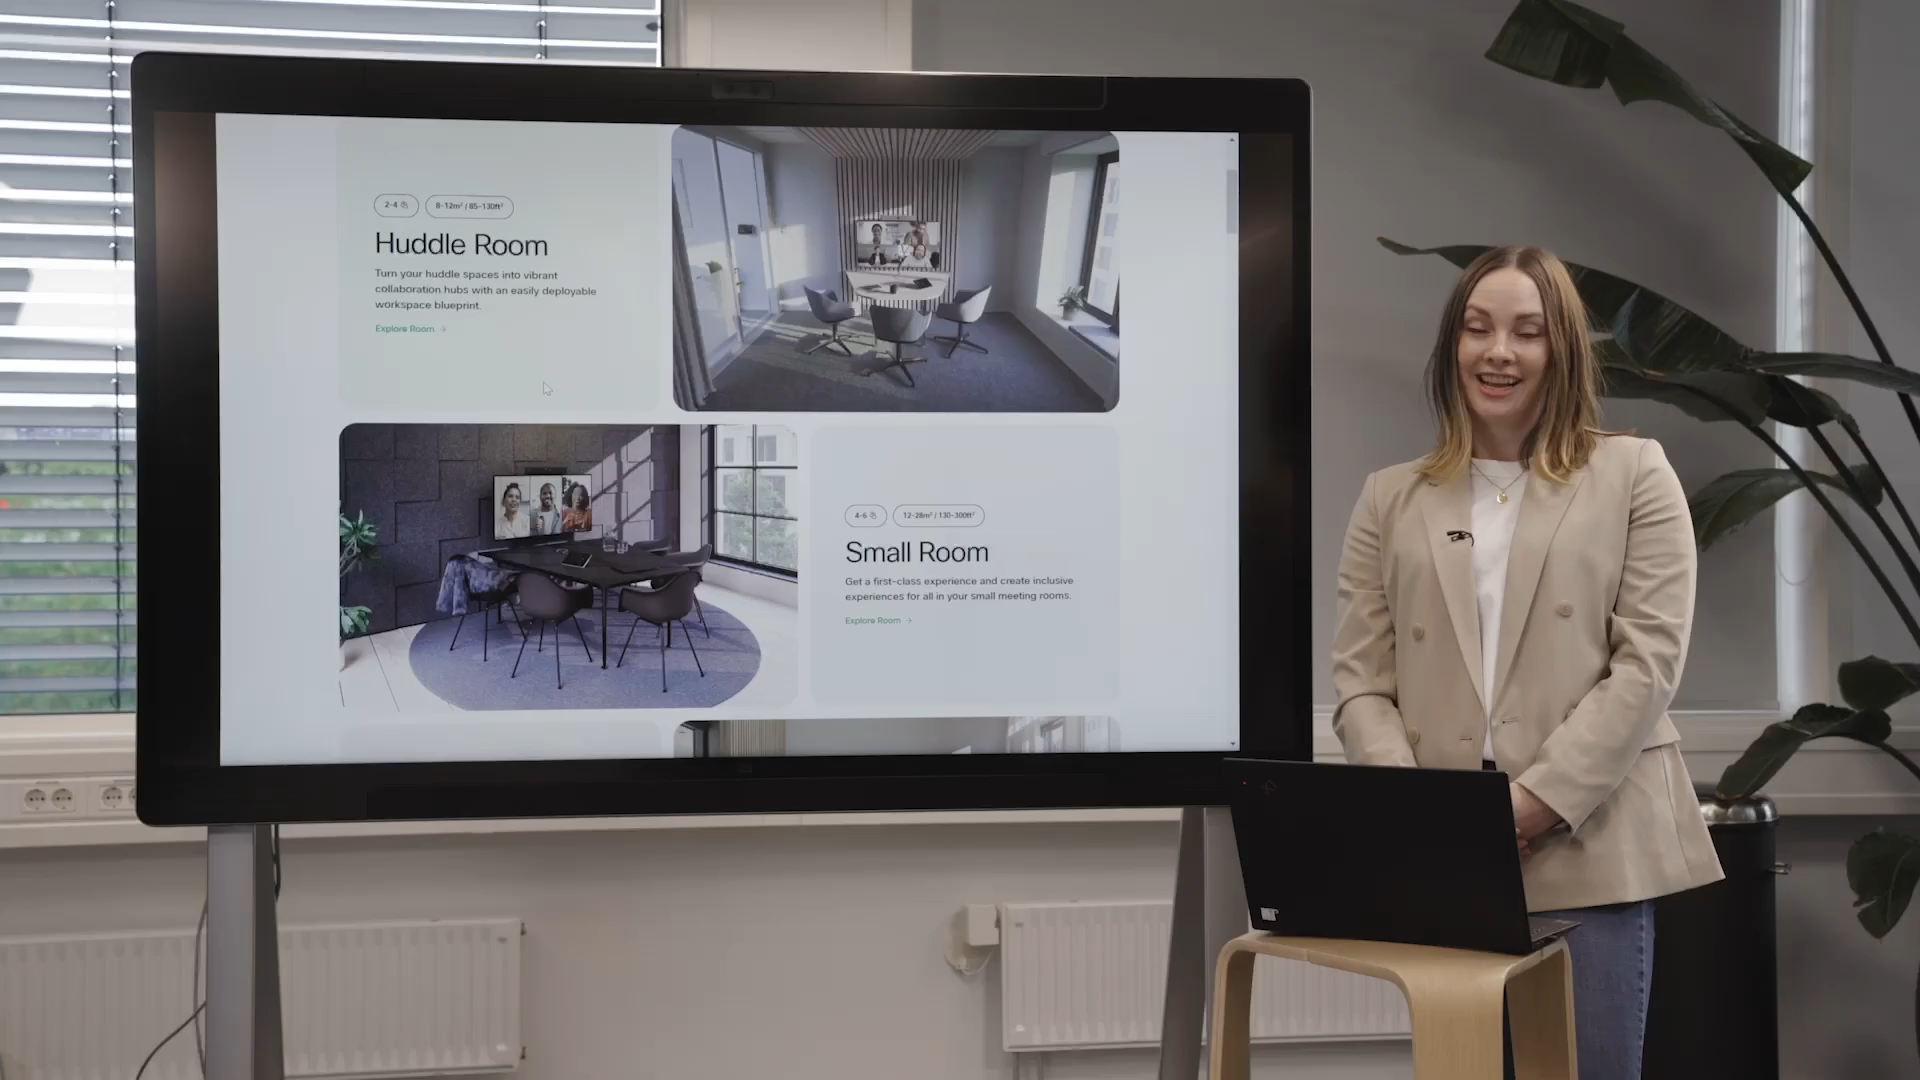 2-4
8-12m² / 85-130ft²
Huddle Room
Turn your huddle spaces into vibrant
collaboration hubs with an easily deployable
workspace blueprint.
Explore Room →
4-6
12-28m² / 130-300ft²
Small Room
Get a first-class experience and create inclusive
experiences for all in your small meeting rooms.
Explore Room →
X1